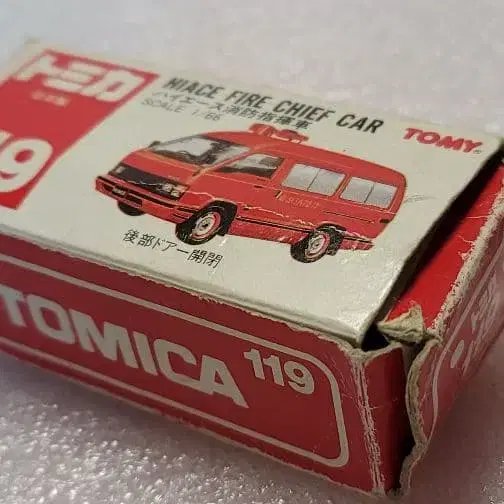 トミカ
日本製
HIACE FIRE CHIEF CAR
ハイエース消防指揮車
SCALE 1/66
TOMY
9
後部ドアー開閉
TOMICA
119